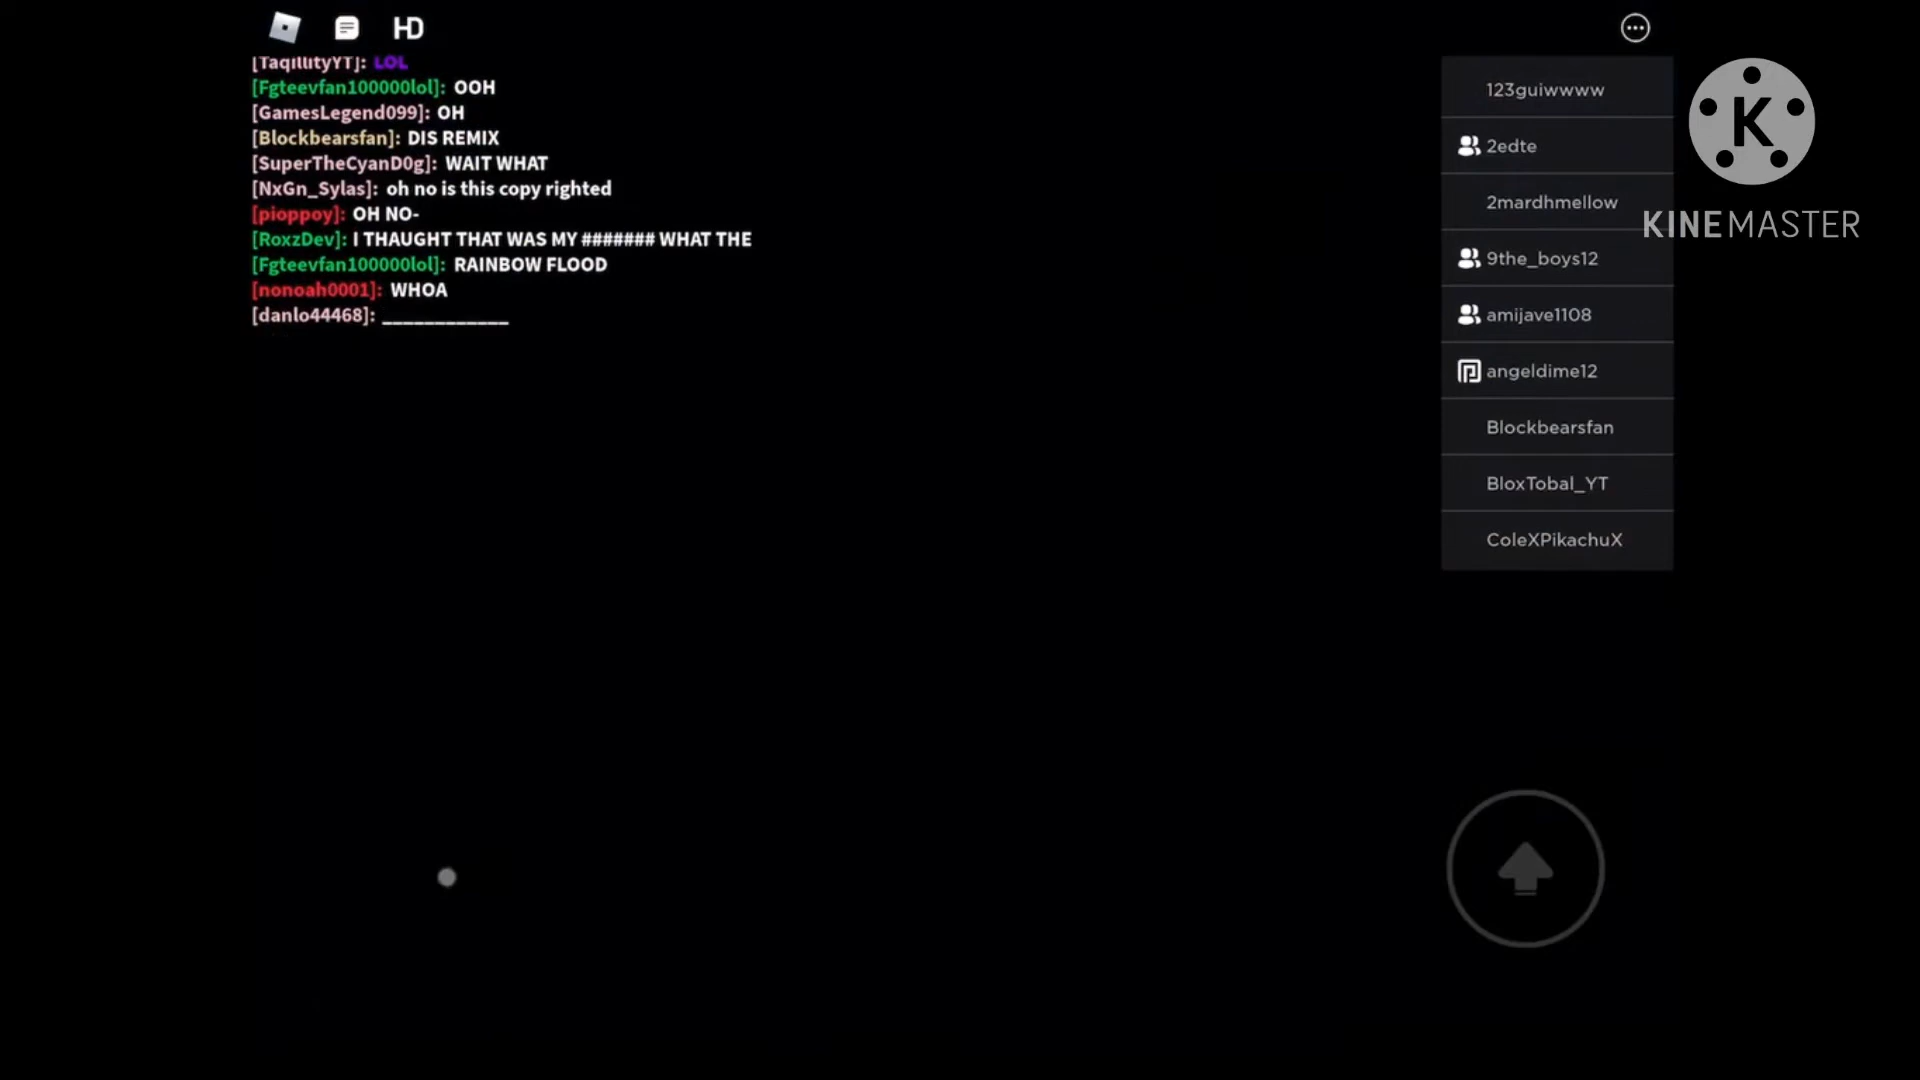 HD
[TaqillityYT]: LOL
[Fgteevfan100000lol]: OOH
[GamesLegend099]: OH
[Blockbearsfan]: DIS REMIX
[SuperTheCyanD0g]: WAIT WHAT
[NxGn_Sylas]: oh no is this copy righted
[pioppoy]: OH NO-
[RoxzDev]: I THAUGHT THAT WAS MY ####### WHAT THE
[Fgteevfan100000lol]: RAINBOW FLOOD
[nonoah0001]: WHOA
[danlo44468]: ____________
123guiwwww
2edte
2mardhmellow
9the_boys12
amijave1108
angeldime12
Blockbearsfan
BloxTobal_YT
ColeXPikachuX
K
KINEMASTER